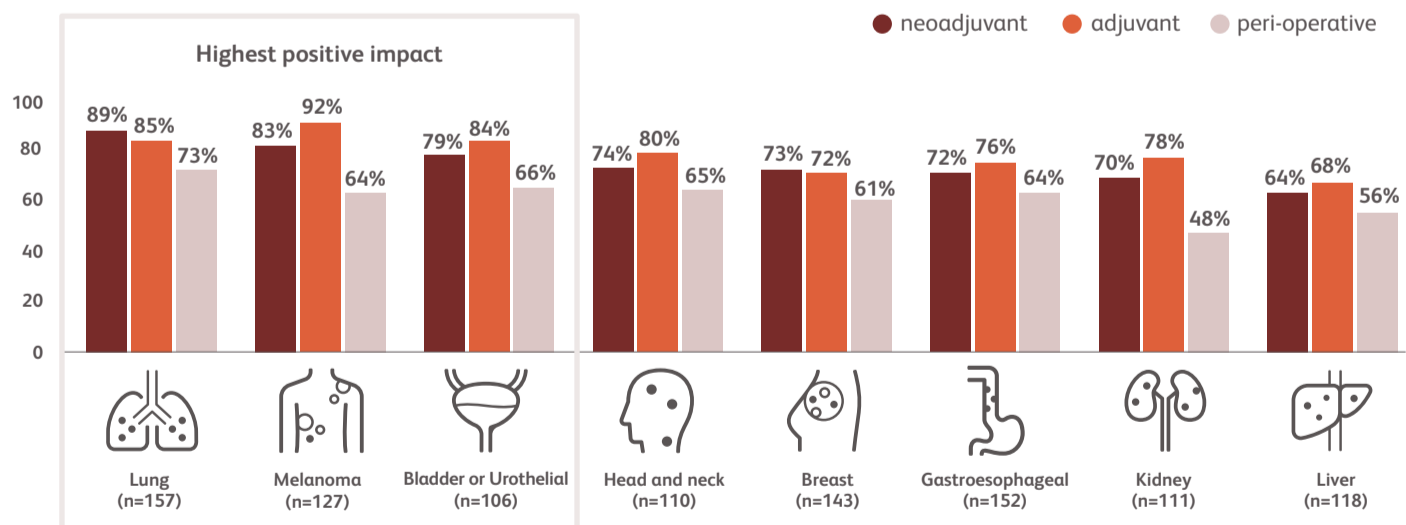 neoadjuvant adjuvant peri-operative
Highest positive impact
100
80
60
40
20
0
89% 85% 73%
83% 92% 64%
79% 84% 66%
74% 80% 65%
73% 72% 61%
72% 76% 64%
70% 78% 48%
64% 68% 56%
Lung
(n=157)
Melanoma
(n=127)
Bladder or Urothelial
(n=106)
Head and neck
(n=110)
Breast
(n=143)
Gastroesophageal
(n=152)
Kidney
(n=111)
Liver
(n=118)